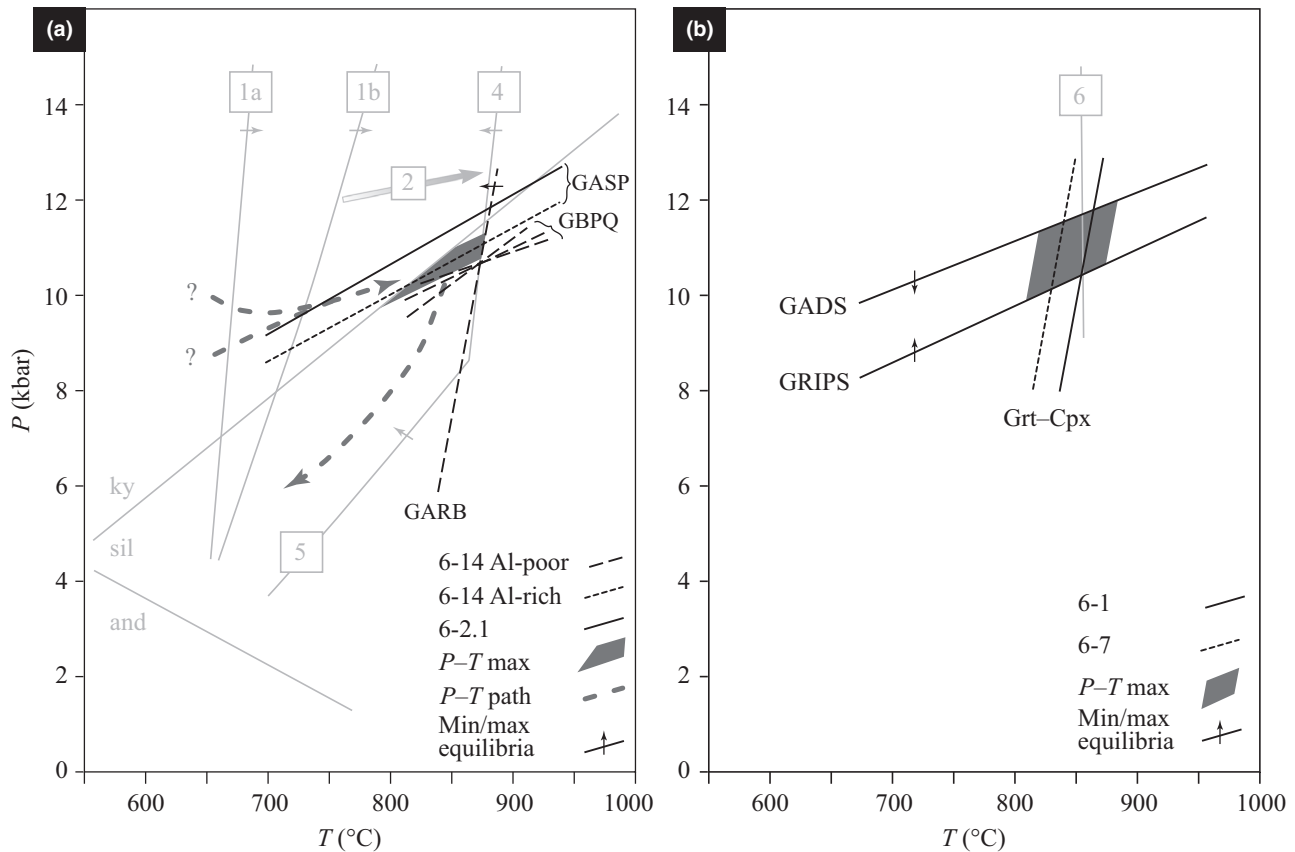 (a)
1a
1b
4
2
GASP
GBPQ
?
?
ky
sil
and
GARB
5
6-14 Al-poor
6-14 Al-rich
6-2.1
P–T max
P–T path
Min/max
equilibria
14
12
10
8
6
4
2
0
P (kbar)
600 700 800 900 1000
T (°C)
(b)
6
GADS
GRIPS
Grt–Cpx
6-1
6-7
P–T max
Min/max
equilibria
14
12
10
8
6
4
2
0
600 700 800 900 1000
T (°C)